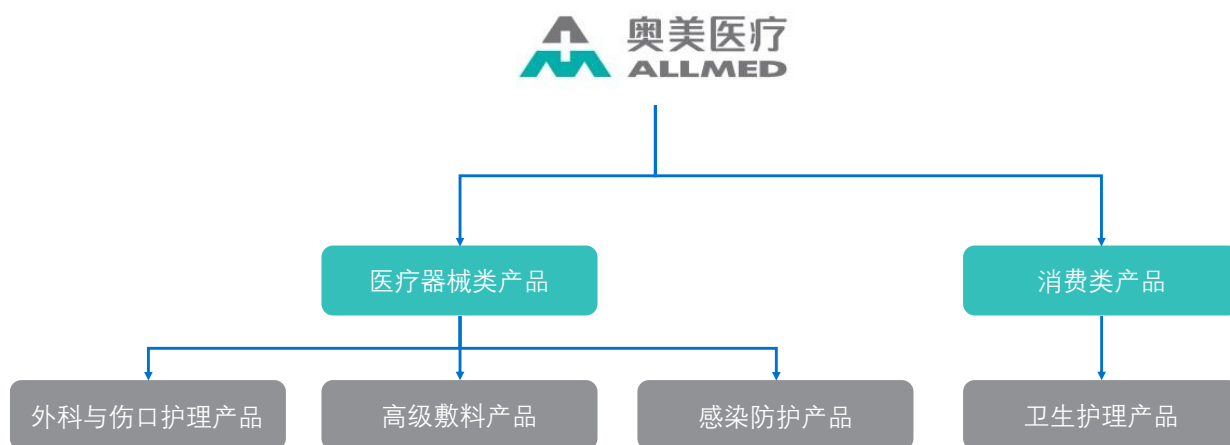 奥美医疗
ALLMED
医疗器械类产品
消费类产品
外科与伤口护理产品
高级敷料产品
感染防护产品
卫生护理产品